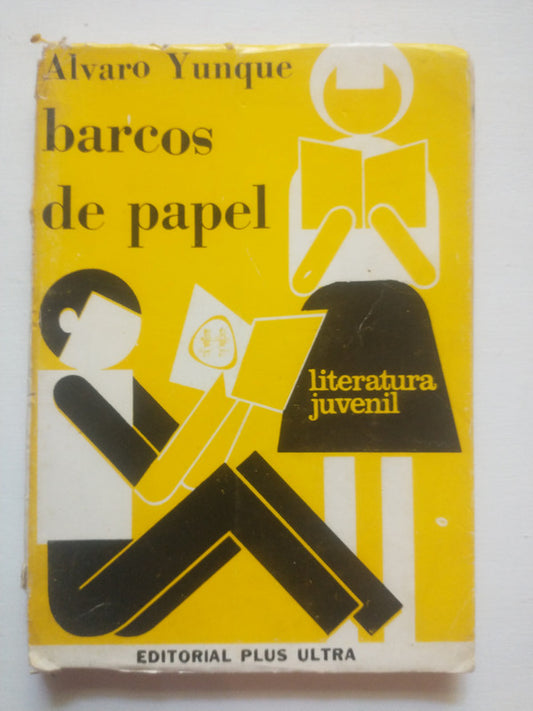 Alvaro Yunque
barcos
de papel
literatura
juvenil
EDITORIAL PLUS ULTRA